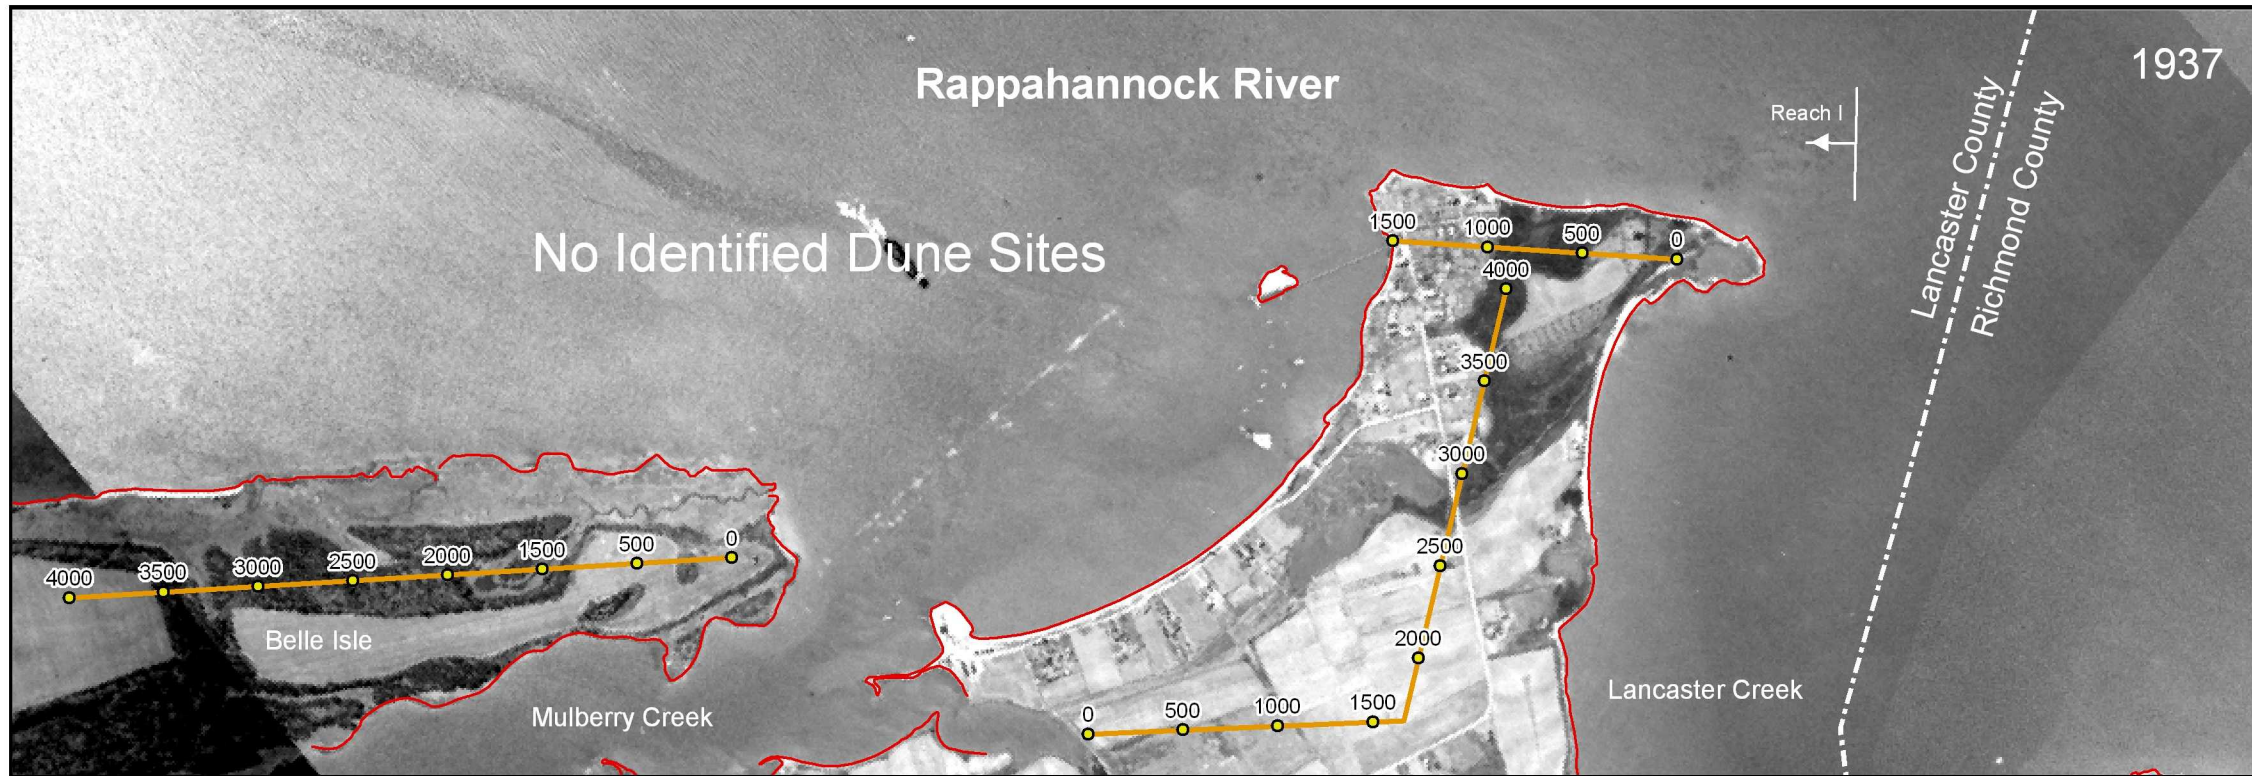 1937
Rappahannock River
Reach I
Lancaster County
Richmond County
No Identified Dune Sites
1500
1000
500
0
4000
3500
3000
2500
2000
1500
1000
500
0
4000
3500
3000
2500
2000
1500
500
0
Belle Isle
Mulberry Creek
Lancaster Creek